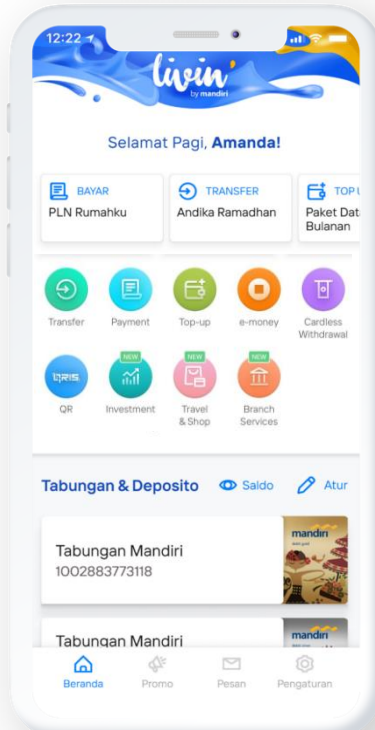 12:22
livin'
by mandiri
Selamat Pagi, Amanda!
BAYAR
PLN Rumahku
TRANSFER
Andika Ramadhan
TOP U
Paket Dat
Bulanan
Transfer
Payment
Top-up
e-money
Cardless
Withdrawal
QRIS
QR
NEW
Investment
NEW
Travel
& Shop
NEW
Branch
Services
Tabungan & Deposito
Saldo
Atur
Tabungan Mandiri
1002883773118
mandiri
Tabungan Mandiri
mandiri
Beranda
Promo
Pesan
Pengaturan